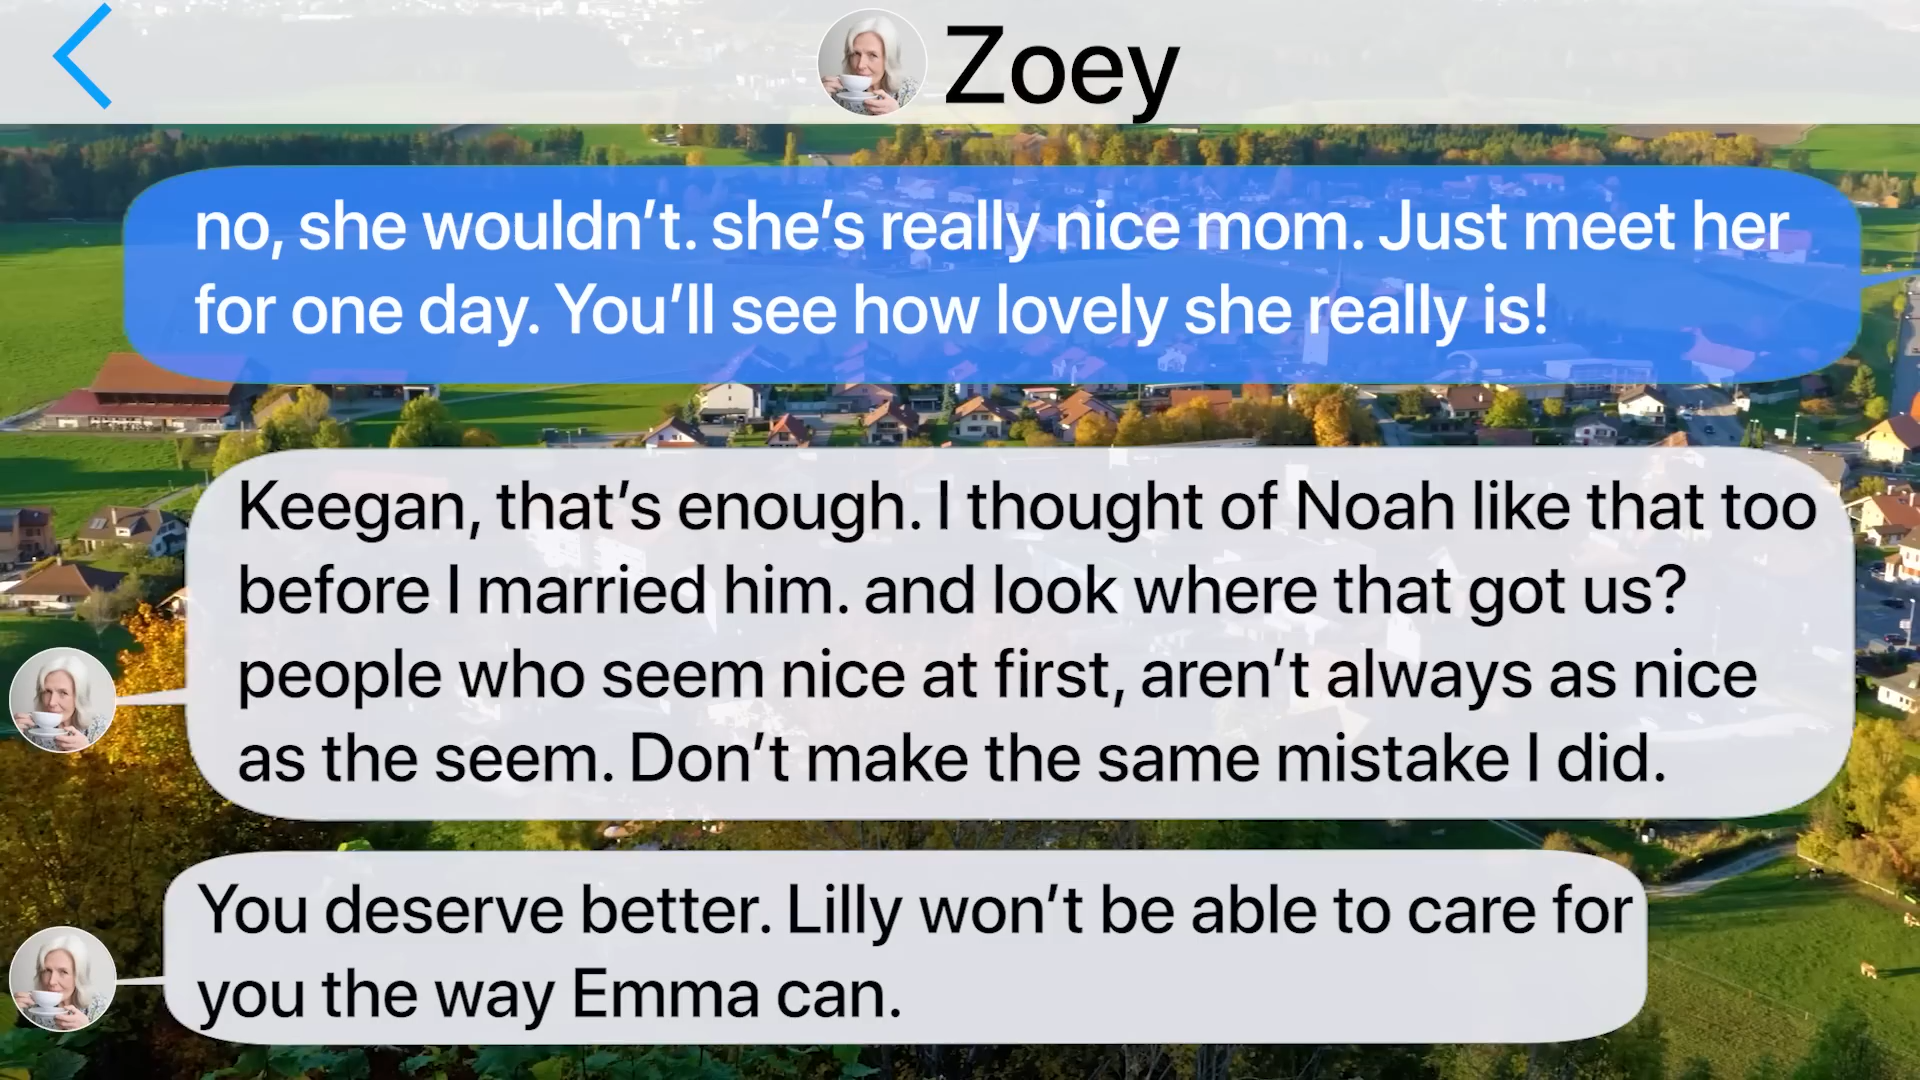 Zoey
no, she wouldn’t. she’s really nice mom. Just meet her
for one day. You’ll see how lovely she really is!
Keegan, that’s enough. I thought of Noah like that too
before I married him. and look where that got us?
people who seem nice at first, aren’t always as nice
as the seem. Don’t make the same mistake I did.
You deserve better. Lilly won’t be able to care for
you the way Emma can.